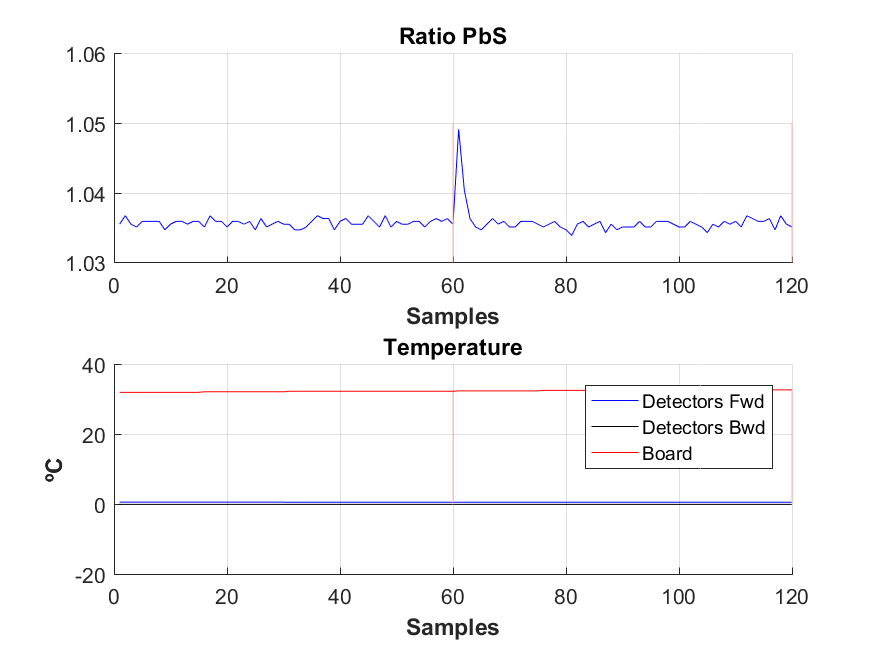 Ratio PbS
1.06
1.05
1.04
1.03
0 20 40 60 80 100 120
Samples
Temperature
40
20
0
-20
ºC
Detectors Fwd
Detectors Bwd
Board
0 20 40 60 80 100 120
Samples